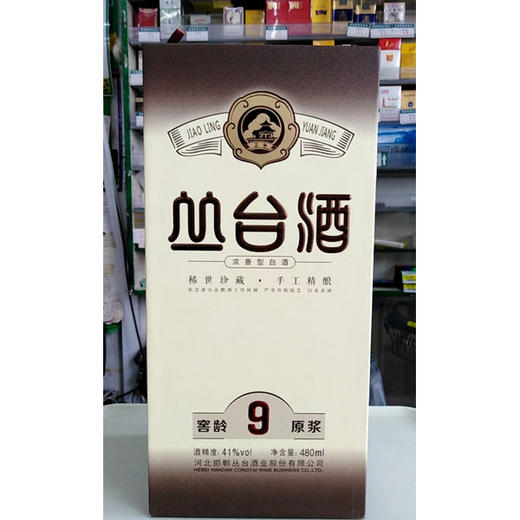 JIAO LING YUAN JIANG
丛台酒
浓香型白酒
稀世珍藏·手工精酿
窖龄 9 原浆
酒精度:41%vol 净含量:480ml
河北邯郸丛台酒业股份有限公司
HEBEI HANDAN CONGTAI WINE BUSINESS CO.,LTD